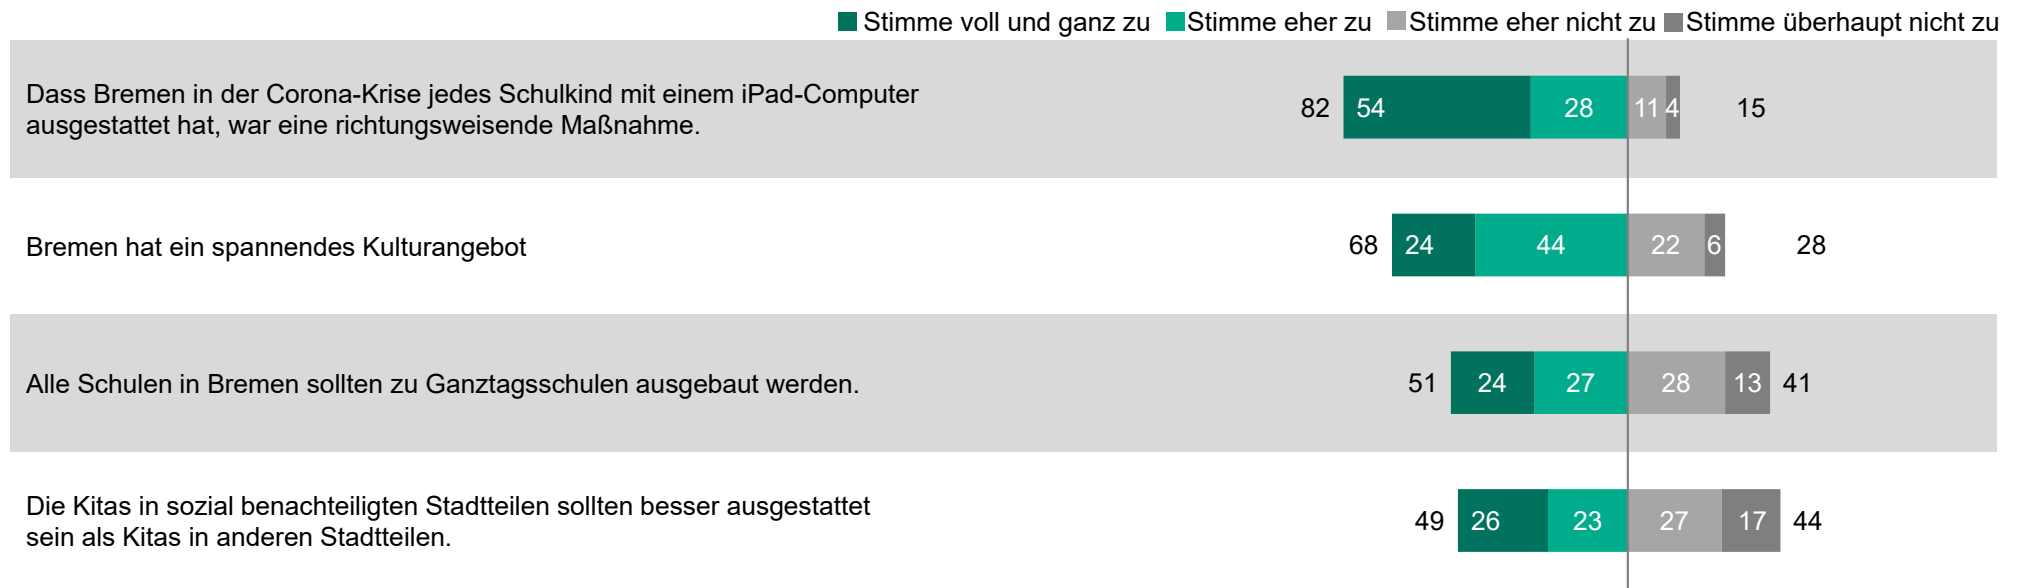 Stimme voll und ganz zu Stimme eher zu Stimme eher nicht zu Stimme überhaupt nicht zu
Dass Bremen in der Corona-Krise jedes Schulkind mit einem iPad-Computer
ausgestattet hat, war eine richtungsweisende Maßnahme.
82 54 28 11 4 15
Bremen hat ein spannendes Kulturangebot
68 24 44 22 6 28
Alle Schulen in Bremen sollten zu Ganztagsschulen ausgebaut werden.
51 24 27 28 13 41
Die Kitas in sozial benachteiligten Stadtteilen sollten besser ausgestattet
sein als Kitas in anderen Stadtteilen.
49 26 23 27 17 44